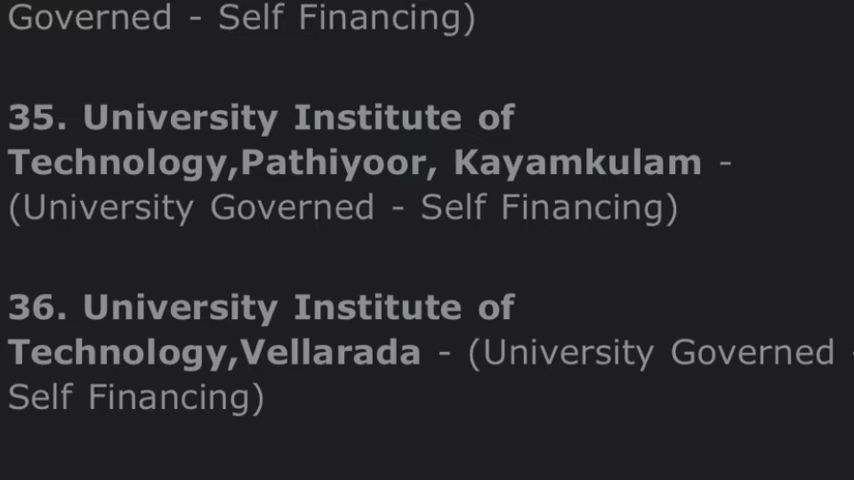 Governed - Self Financing)
35. University Institute of
Technology,Pathiyoor, Kayamkulam -
(University Governed - Self Financing)
36. University Institute of
Technology,Vellarada - (University Governed -
Self Financing)